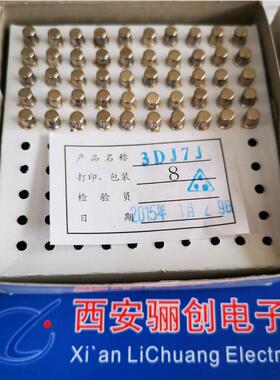 产品名称 3DJ7J
打印、包装 8
检验员
日期 2015年1月29日
西安骊创电子
Xi'an LiChuang Electr